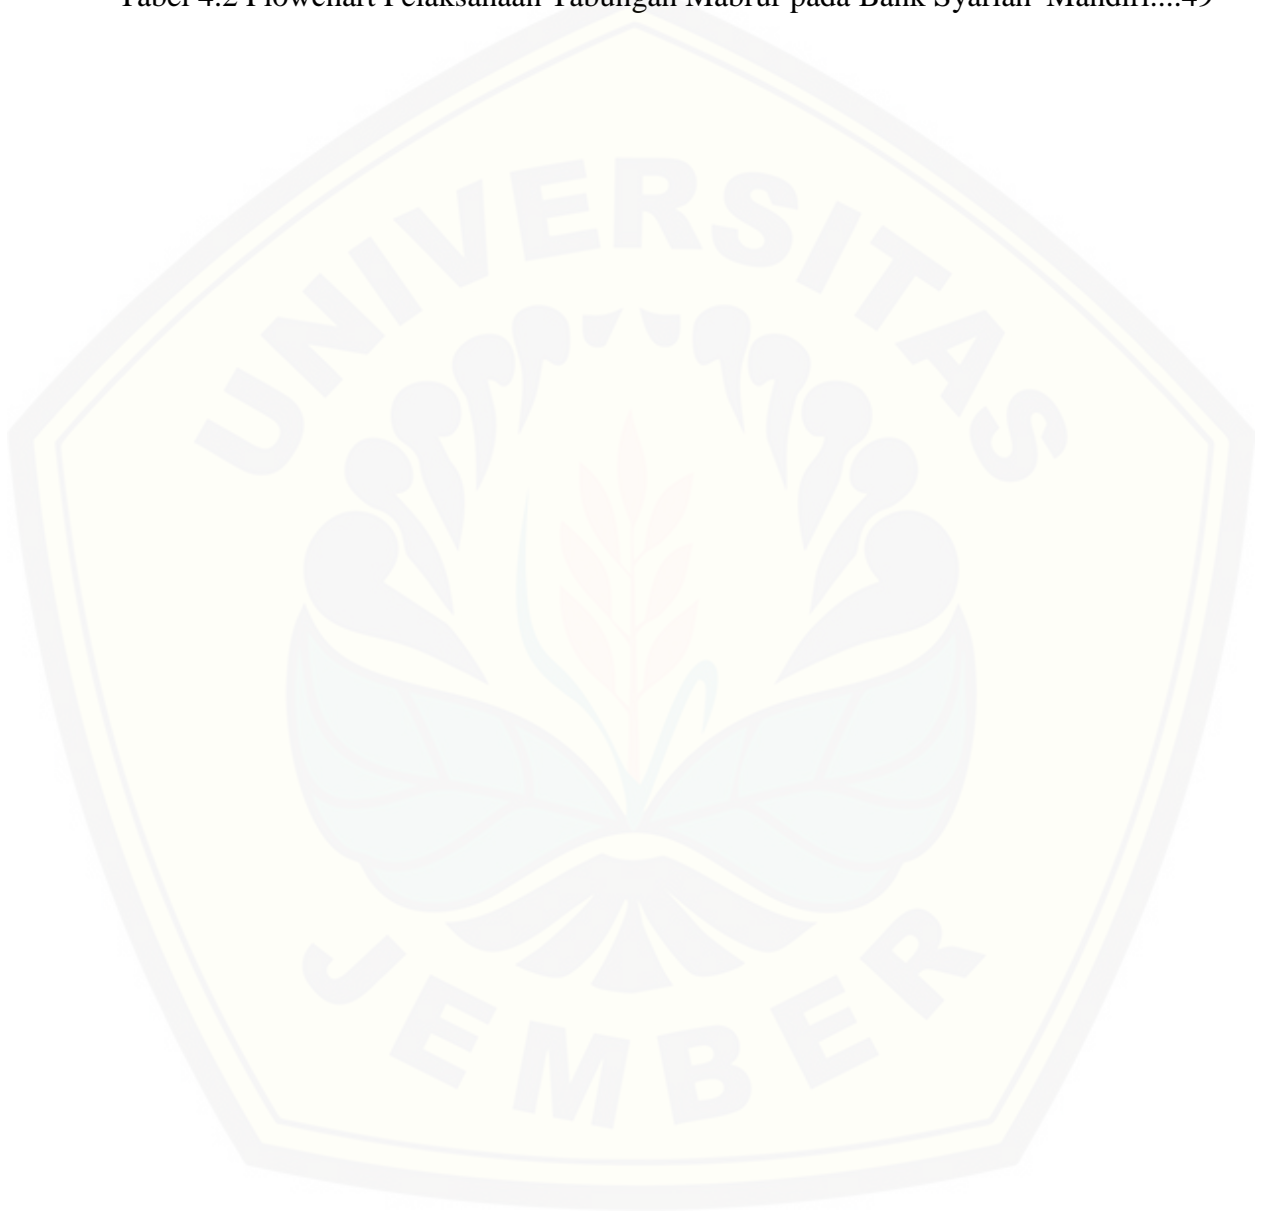 Tabel 4.2 Flowchart Pelaksanaan Tabungan Mabrur pada Bank Syariah Mandiri....49
UNIVERSITAS
JEMBER